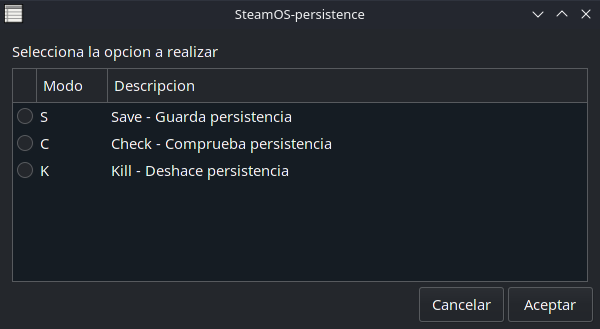 SteamOS-persistence
Selecciona la opcion a realizar
Modo Descripcion
S Save - Guarda persistencia
C Check - Comprueba persistencia
K Kill - Deshace persistencia
Cancelar Aceptar